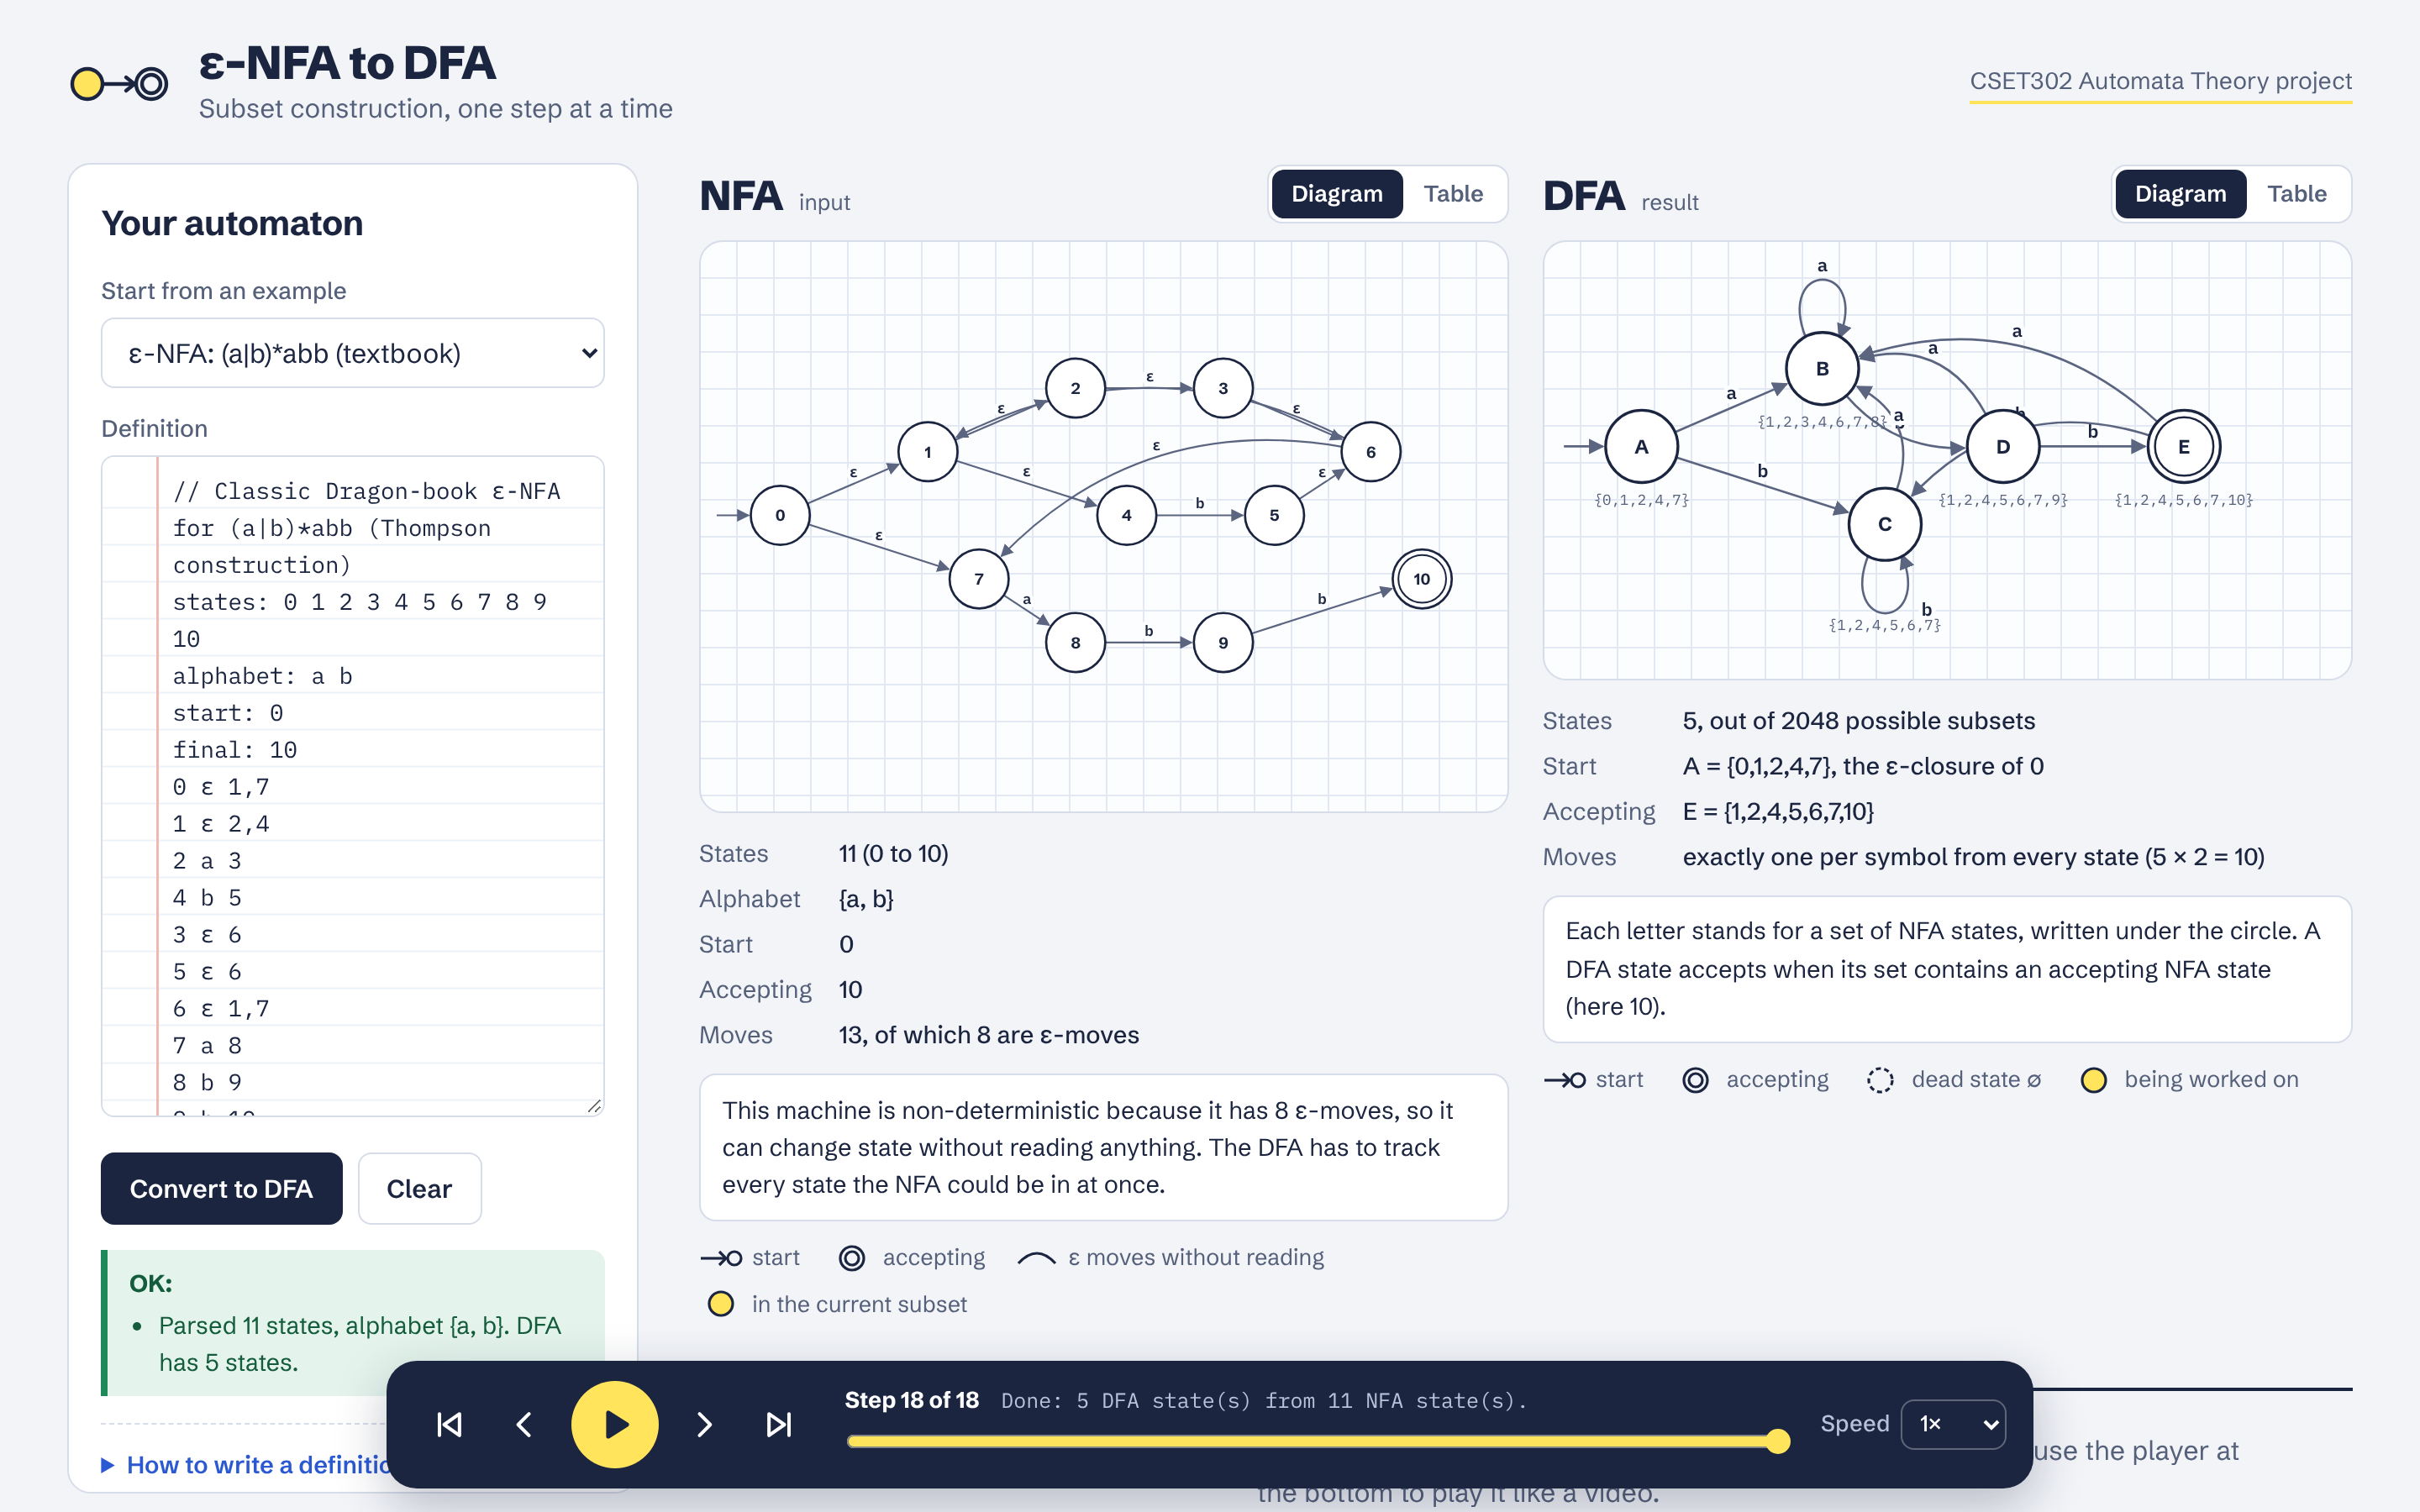 ε-NFA to DFA
Subset construction, one step at a time
CSET302 Automata Theory project
Your automaton
Start from an example
ε-NFA: (a|b)*abb (textbook)
Definition
// Classic Dragon-book ε-NFA
for (a|b)*abb (Thompson
construction)
states: 0 1 2 3 4 5 6 7 8 9
10
alphabet: a b
start: 0
final: 10
0 ε 1,7
1 ε 2,4
2 a 3
4 b 5
3 ε 6
5 ε 6
6 ε 1,7
7 a 8
8 b 9
9 b 10
Convert to DFA
Clear
OK:
Parsed 11 states, alphabet {a, b}. DFA
has 5 states.
How to write a definitio
NFA input
Diagram Table
2 ε 3
ε ε
1 ε 6
ε ε ε
0 4 b 5
ε
7 10
a b
8 b 9
States 11 (0 to 10)
Alphabet {a, b}
Start 0
Accepting 10
Moves 13, of which 8 are ε-moves
This machine is non-deterministic because it has 8 ε-moves, so it
can change state without reading anything. The DFA has to track
every state the NFA could be in at once.
start accepting ε moves without reading
in the current subset
DFA result
Diagram Table
a
a
a
B
a
{1,2,3,4,6,7,8} a
A b D b E
{0,1,2,4,7} {1,2,4,5,6,7,9} {1,2,4,5,6,7,10}
C
b
{1,2,4,5,6,7}
States 5, out of 2048 possible subsets
Start A = {0,1,2,4,7}, the ε-closure of 0
Accepting E = {1,2,4,5,6,7,10}
Moves exactly one per symbol from every state (5 × 2 = 10)
Each letter stands for a set of NFA states, written under the circle. A
DFA state accepts when its set contains an accepting NFA state
(here 10).
start accepting dead state ∅ being worked on
Step 18 of 18 Done: 5 DFA state(s) from 11 NFA state(s).
Speed 1×
use the player at
the bottom to play it like a video.